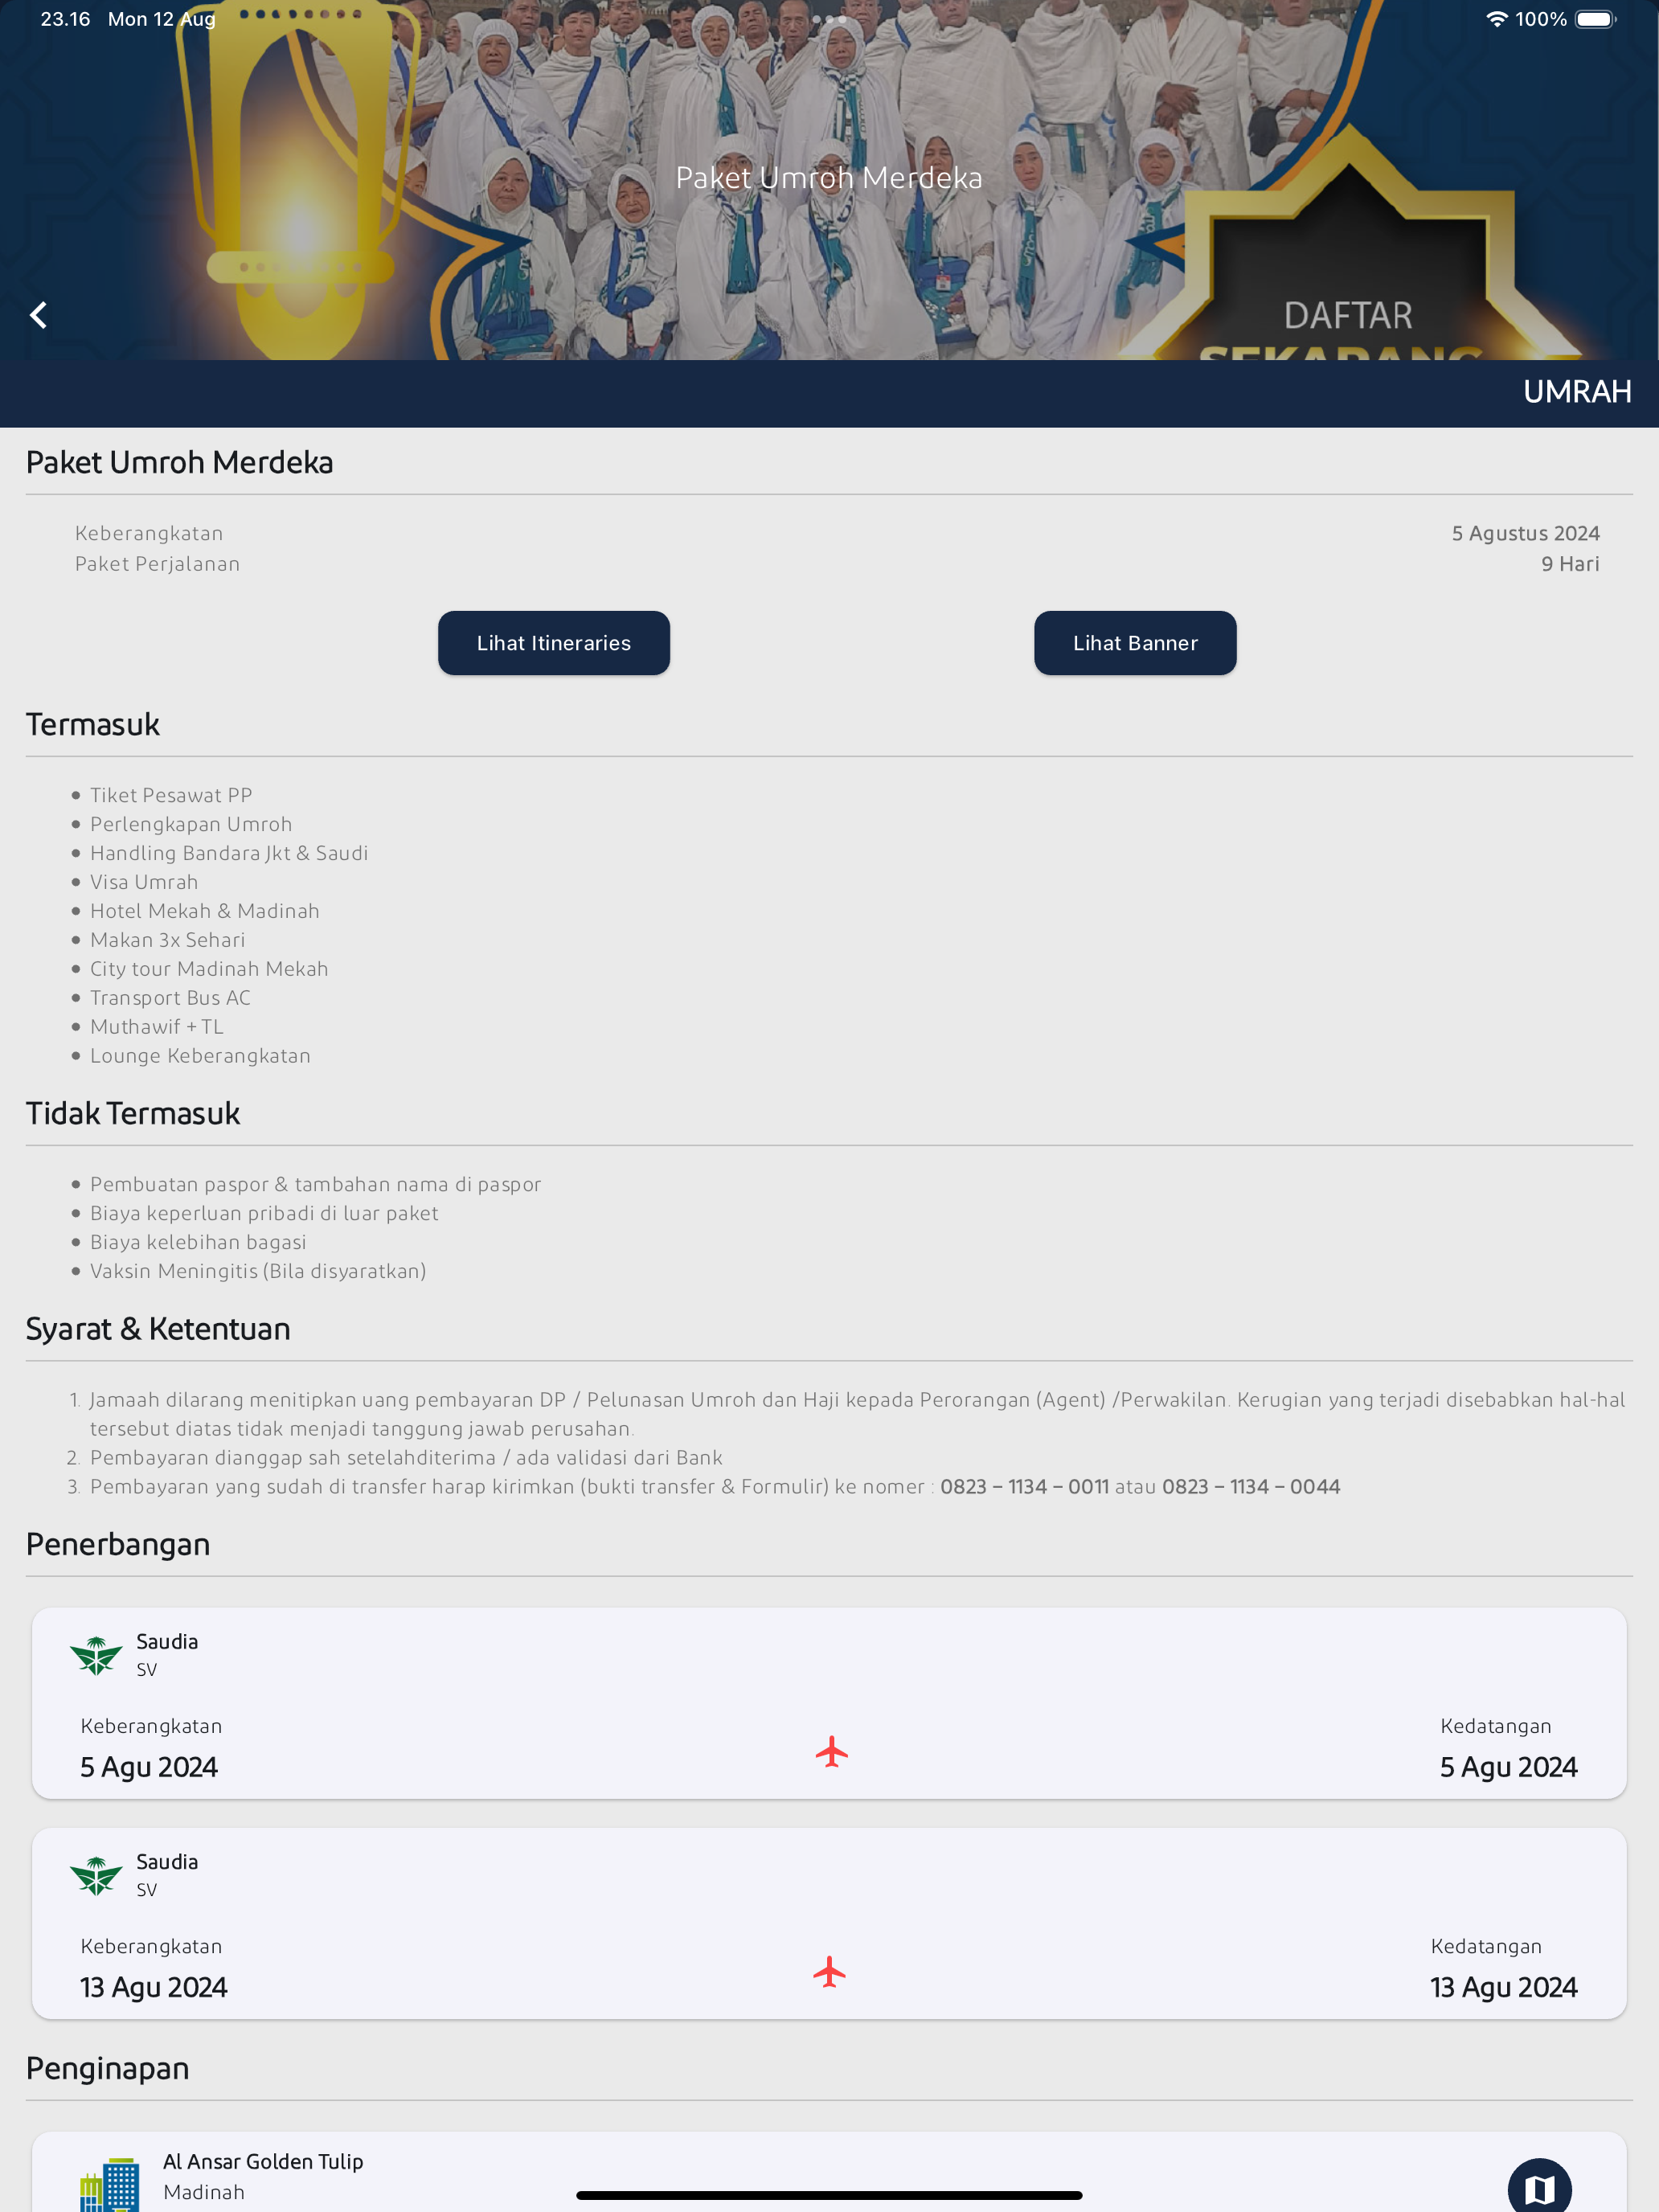 23.16 Mon 12 Aug
100%
Paket Umroh Merdeka
DAFTAR
SEKARANG
UMRAH
Paket Umroh Merdeka
Keberangkatan 5 Agustus 2024
Paket Perjalanan 9 Hari
Lihat Itineraries Lihat Banner
Termasuk
Tiket Pesawat PP
Perlengkapan Umroh
Handling Bandara Jkt & Saudi
Visa Umrah
Hotel Mekah & Madinah
Makan 3x Sehari
City tour Madinah Mekah
Transport Bus AC
Muthawif + TL
Lounge Keberangkatan
Tidak Termasuk
Pembuatan paspor & tambahan nama di paspor
Biaya keperluan pribadi di luar paket
Biaya kelebihan bagasi
Vaksin Meningitis (Bila disyaratkan)
Syarat & Ketentuan
1. Jamaah dilarang menitipkan uang pembayaran DP / Pelunasan Umroh dan Haji kepada Perorangan (Agent) /Perwakilan. Kerugian yang terjadi disebabkan hal-hal
tersebut diatas tidak menjadi tanggung jawab perusahan.
2. Pembayaran dianggap sah setelahditerima / ada validasi dari Bank
3. Pembayaran yang sudah di transfer harap kirimkan (bukti transfer & Formulir) ke nomer : 0823 – 1134 – 0011 atau 0823 – 1134 – 0044
Penerbangan
Saudia
SV
Keberangkatan Kedatangan
5 Agu 2024 5 Agu 2024
Saudia
SV
Keberangkatan Kedatangan
13 Agu 2024 13 Agu 2024
Penginapan
Al Ansar Golden Tulip
Madinah